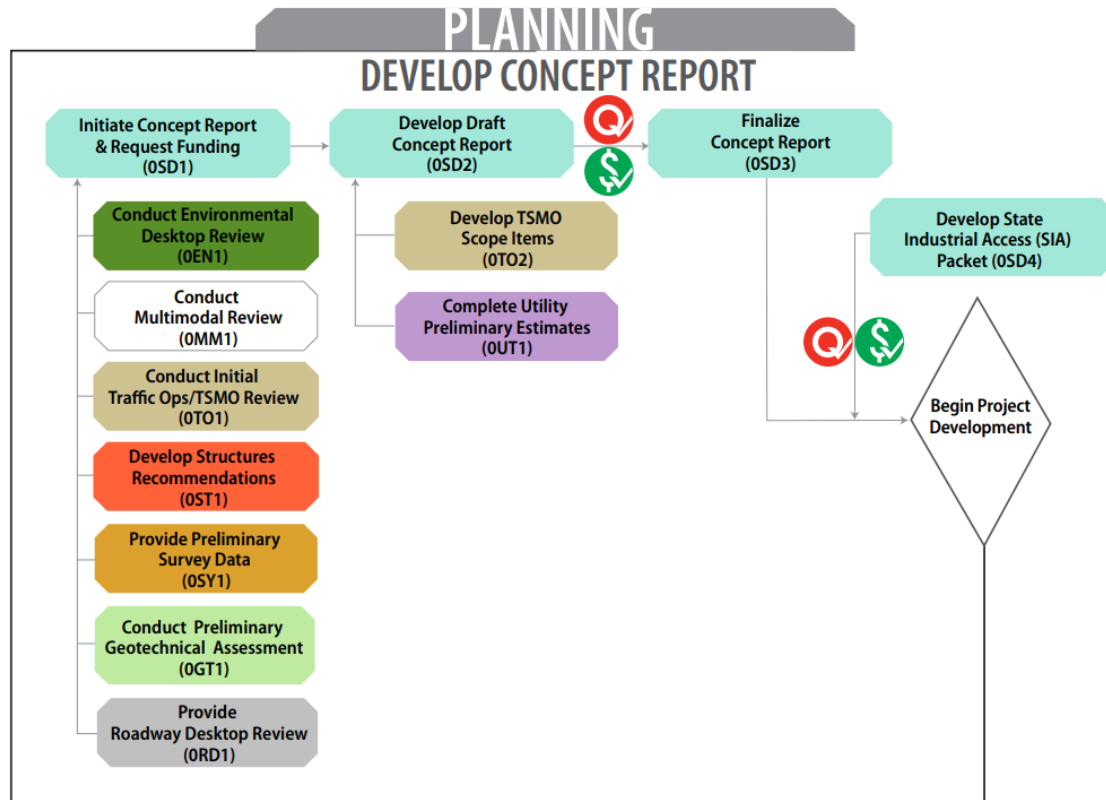 PLANNING
DEVELOP CONCEPT REPORT
Initiate Concept Report
& Request Funding
(0SD1)
Develop Draft
Concept Report
(0SD2)
Q
$
Finalize
Concept Report
(0SD3)
Conduct Environmental
Desktop Review
(0EN1)
Conduct
Multimodal Review
(0MM1)
Conduct Initial
Traffic Ops/TSMO Review
(0TO1)
Develop Structures
Recommendations
(0ST1)
Provide Preliminary
Survey Data
(0SY1)
Conduct Preliminary
Geotechnical Assessment
(0GT1)
Provide
Roadway Desktop Review
(0RD1)
Develop TSMO
Scope Items
(0TO2)
Complete Utility
Preliminary Estimates
(0UT1)
Develop State
Industrial Access (SIA)
Packet (0SD4)
Q $
Begin Project
Development